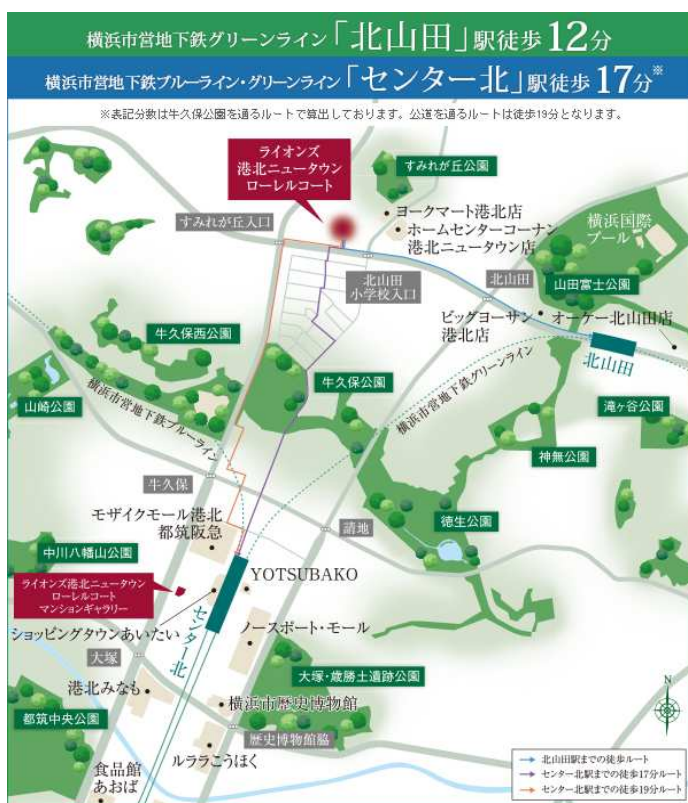 横浜市営地下鉄グリーンライン「北山田」駅徒歩12分
横浜市営地下鉄ブルーライン・グリーンライン「センター北」駅徒歩17分※
※表記分数は牛久保公園を通るルートで算出しております。公道を通るルートは徒歩19分となります。
ライオンズ
港北ニュータウン
ローレルコート
すみれが丘公園
すみれが丘入口
ヨークマート港北店
ホームセンターコーナン
港北ニュータウン店
横浜国際
プール
北山田
小学校入口
北山田
山田富士公園
ビッグヨーサン
港北店
オーケー北山田店
北山田
牛久保西公園
牛久保公園
横浜市営地下鉄グリーンライン
山崎公園
横浜市営地下鉄ブルーライン
滝ヶ谷公園
神無公園
牛久保
モザイクモール港北
都筑阪急
請地
徳生公園
中川八幡山公園
ライオンズ港北ニュータウン
ローレルコート
マンションギャラリー
YOTSUBAKO
ショッピングタウンあいたい
センター北
ノースポート・モール
大塚
港北みなも
大塚・歳勝土遺跡公園
都筑中央公園
横浜市歴史博物館
歴史博物館脇
ルララこうほく
食品館
あおば
N
北山田駅までの徒歩ルート
センター北駅までの徒歩17分ルート
センター北駅までの徒歩19分ルート